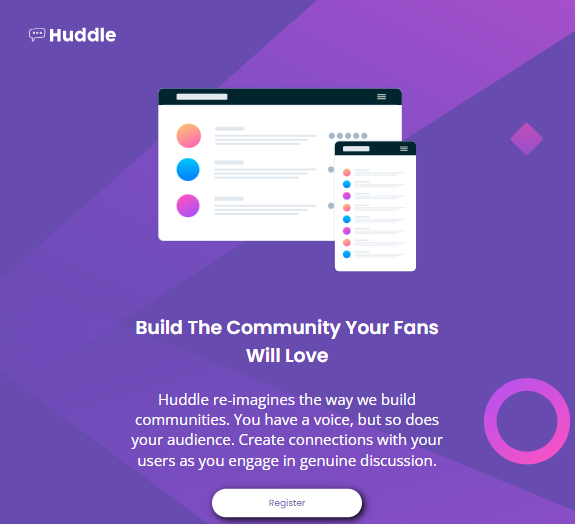 Huddle
Build The Community Your Fans
Will Love
Huddle re-imagines the way we build
communities. You have a voice, but so does
your audience. Create connections with your
users as you engage in genuine discussion.
Register